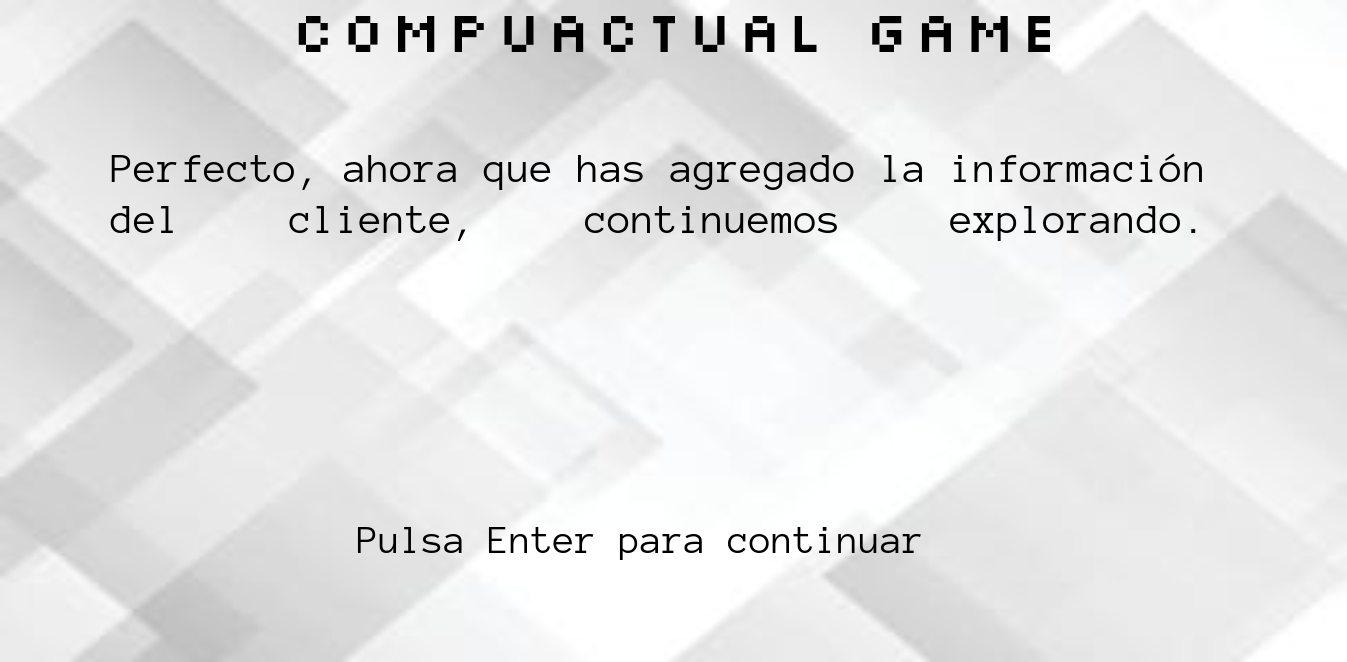 COMPUACTUAL GAME
Perfecto, ahora que has agregado la información
del cliente, continuemos explorando.
Pulsa Enter para continuar